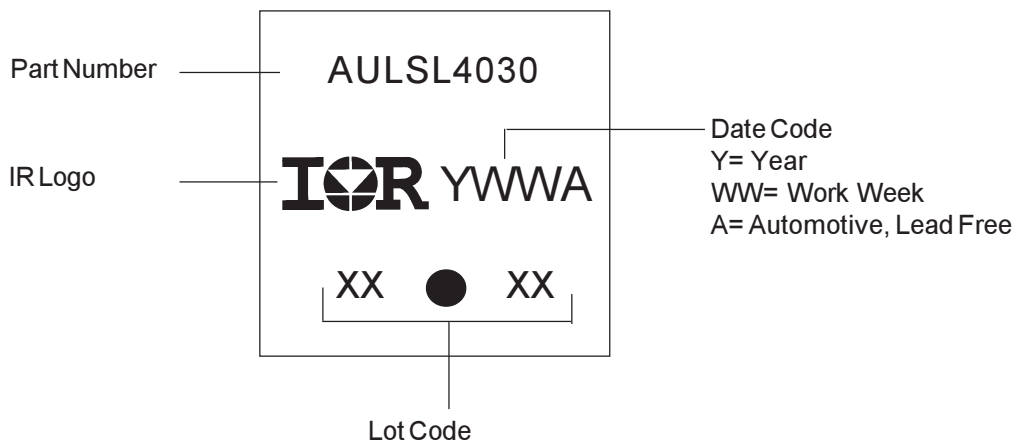 Part Number
AULSL4030
IR Logo
IOR YWWA
Date Code
Y= Year
WW= Work Week
A= Automotive, Lead Free
XX XX
Lot Code